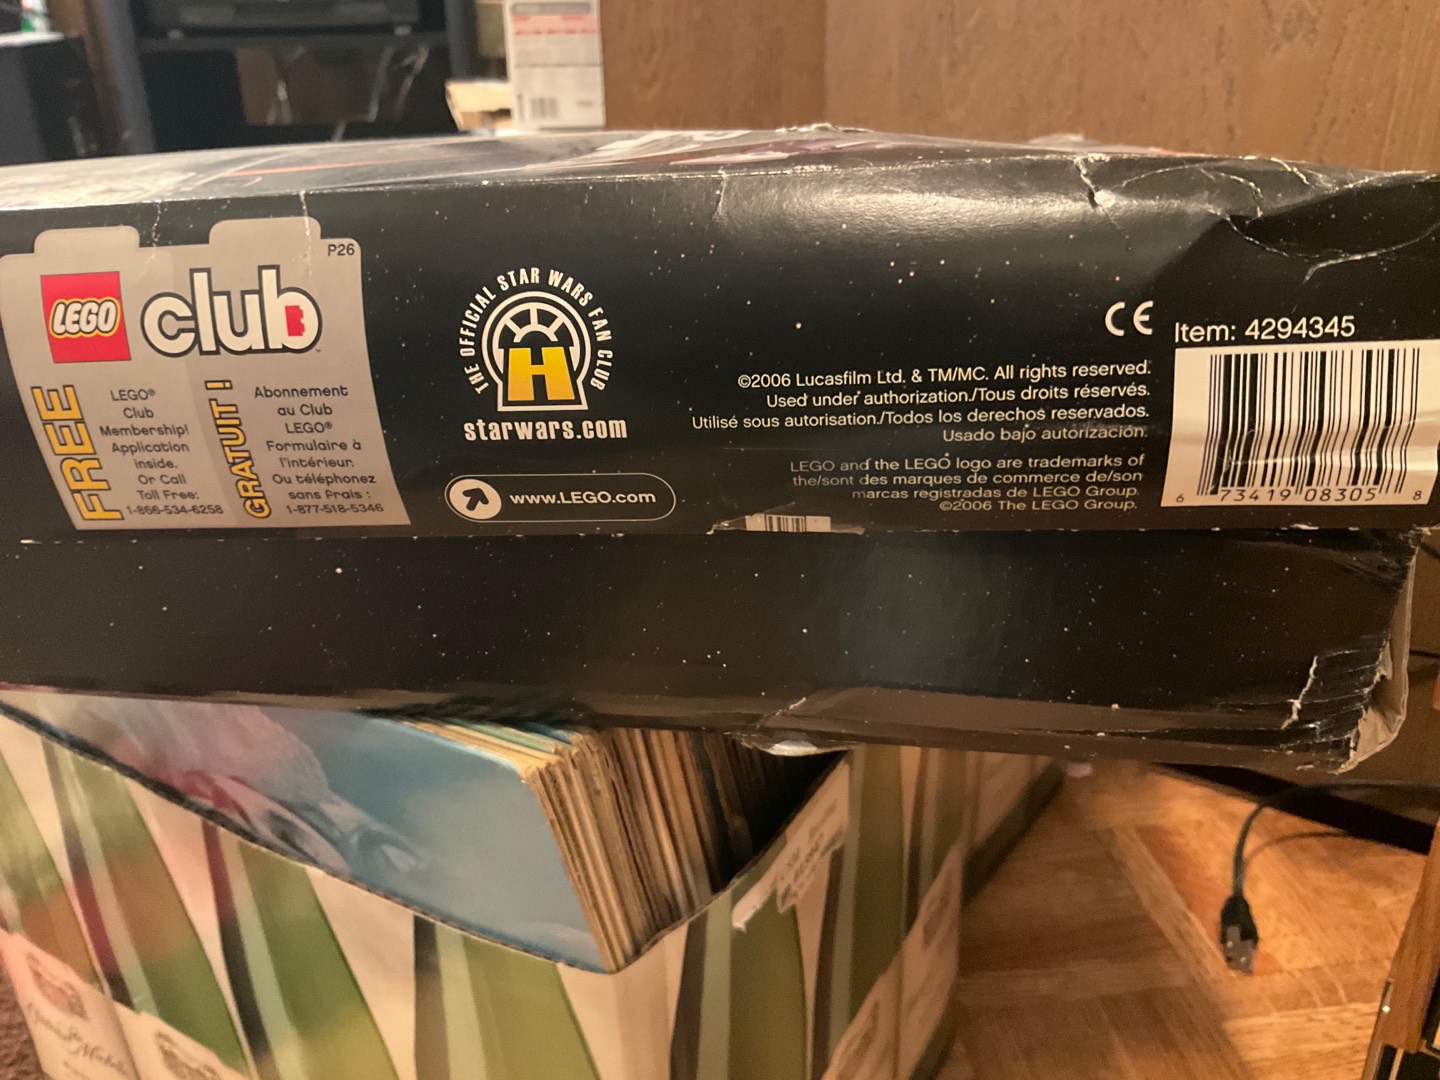 P26
LEGO club
FREE
LEGO®
Club
Membership!
Application
inside.
Or Call
Toll Free:
1-866-534-6258
GRATUIT !
Abonnement
au Club
LEGO®
Formulaire à
l'intérieur.
Ou téléphonez
sans frais :
1-877-518-5346
THE OFFICIAL STAR WARS FAN CLUB
H
starwars.com
www.LEGO.com
CE
Item: 4294345
©2006 Lucasfilm Ltd. & TM/MC. All rights reserved.
Used under authorization./Tous droits réservés.
Utilisé sous autorisation./Todos los derechos reservados.
Usado bajo autorización.
LEGO and the LEGO logo are trademarks of
the/sont des marques de commerce de/son
marcas registradas de LEGO Group.
©2006 The LEGO Group.
6 73419 08305 8